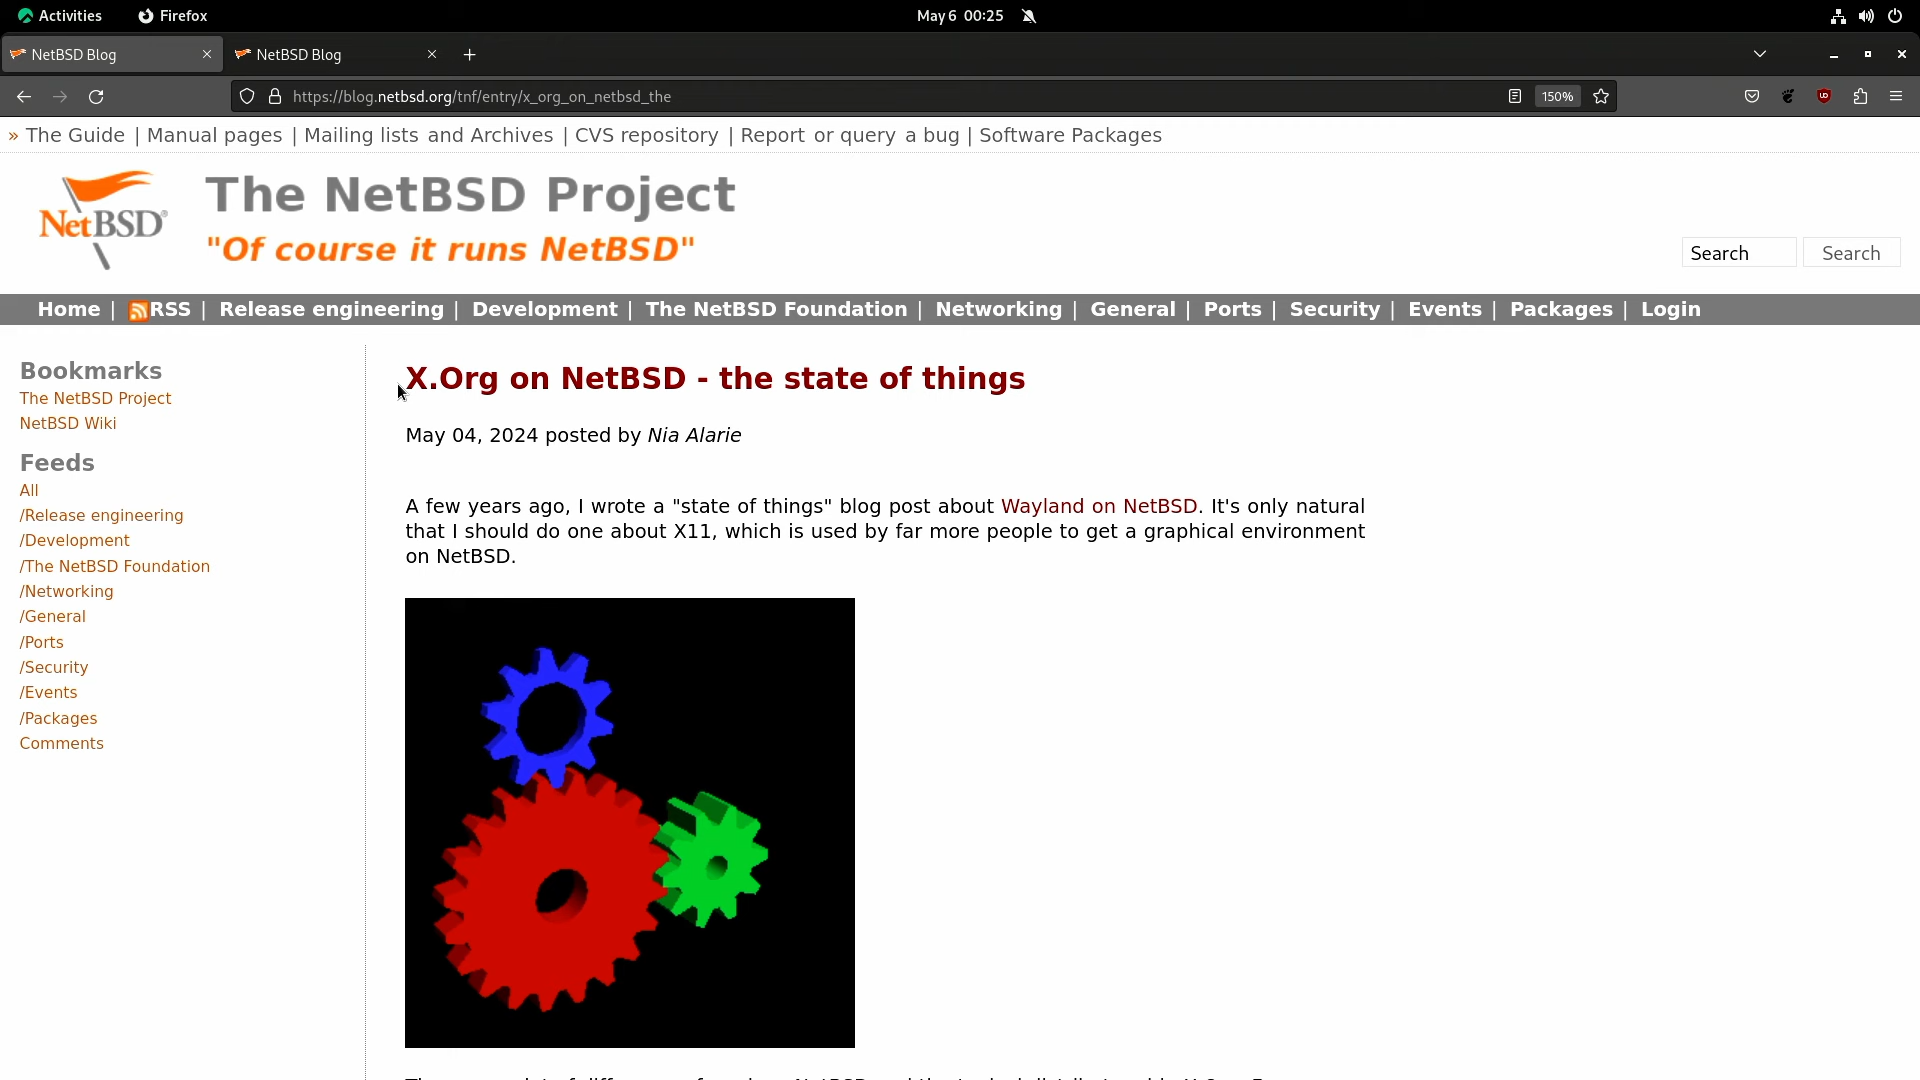 Activities Firefox May 6 00:25
NetBSD Blog NetBSD Blog
https://blog.netbsd.org/tnf/entry/x_org_on_netbsd_the 150%
» The Guide | Manual pages | Mailing lists and Archives | CVS repository | Report or query a bug | Software Packages
NetBSD®
The NetBSD Project
"Of course it runs NetBSD"
Search Search
Home | RSS | Release engineering | Development | The NetBSD Foundation | Networking | General | Ports | Security | Events | Packages | Login
Bookmarks
The NetBSD Project
NetBSD Wiki
Feeds
All
/Release engineering
/Development
/The NetBSD Foundation
/Networking
/General
/Ports
/Security
/Events
/Packages
Comments
X.Org on NetBSD - the state of things
May 04, 2024 posted by Nia Alarie
A few years ago, I wrote a "state of things" blog post about Wayland on NetBSD. It's only natural
that I should do one about X11, which is used by far more people to get a graphical environment
on NetBSD.